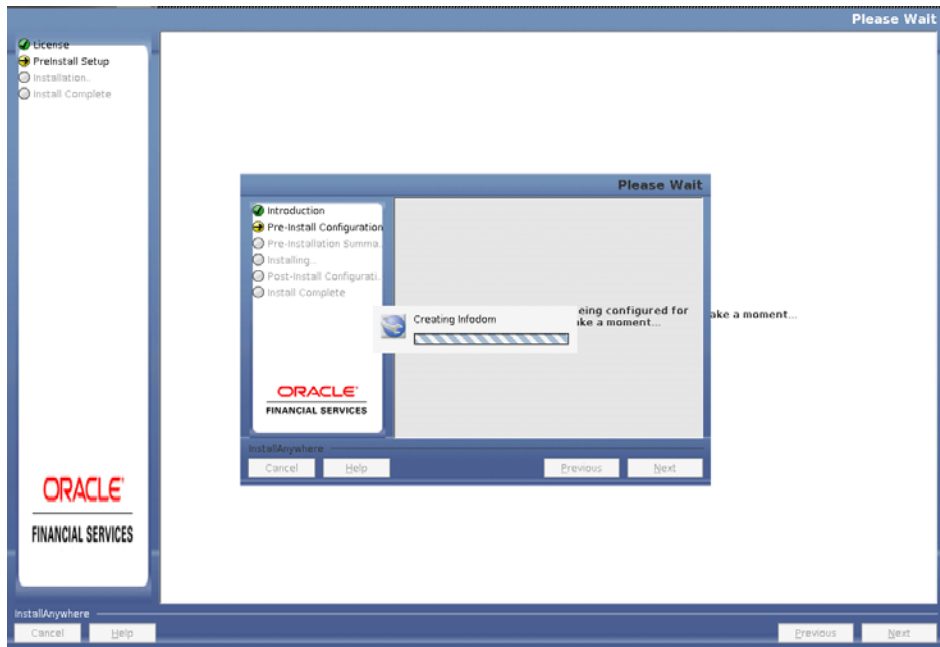 Please Wait
License
PreInstall Setup
Installation..
Install Complete
Please Wait
Introduction
Pre-Install Configuration
Pre-Installation Summa..
Installing...
Post-Install Configurati..
Install Complete
eing configured for
ake a moment...
ake a moment...
Creating Infodom
ORACLE
FINANCIAL SERVICES
InstallAnywhere
Cancel
Help
Previous
Next
ORACLE
FINANCIAL SERVICES
InstallAnywhere
Cancel
Help
Previous
Next